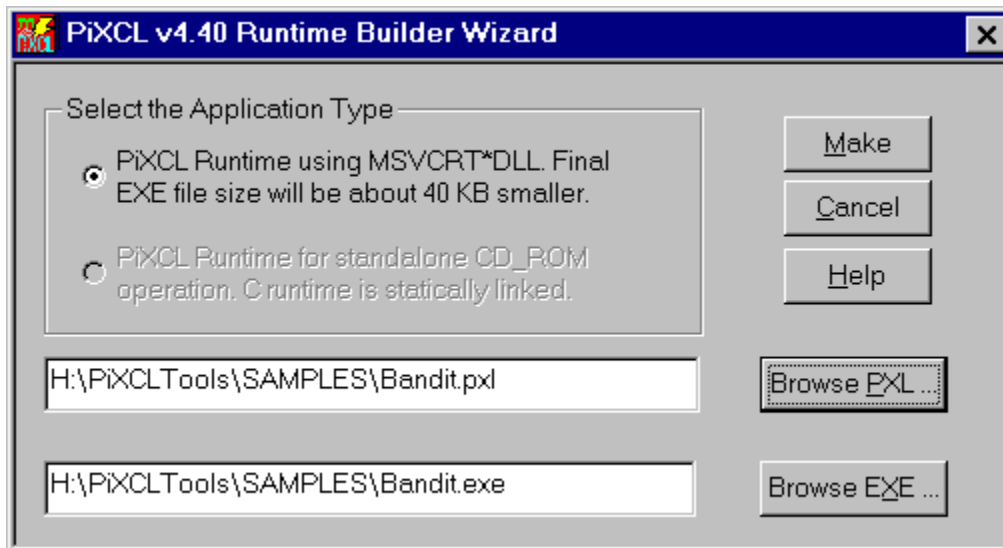 PiXCL v4.40 Runtime Builder Wizard
Select the Application Type
PiXCL Runtime using MSVCRT*DLL. Final
EXE file size will be about 40 KB smaller.
PiXCL Runtime for standalone CD_ROM
operation. C runtime is statically linked.
Make
Cancel
Help
H:\PiXCLTools\SAMPLES\Bandit.pxl
Browse PXL ...
H:\PiXCLTools\SAMPLES\Bandit.exe
Browse EXE ...